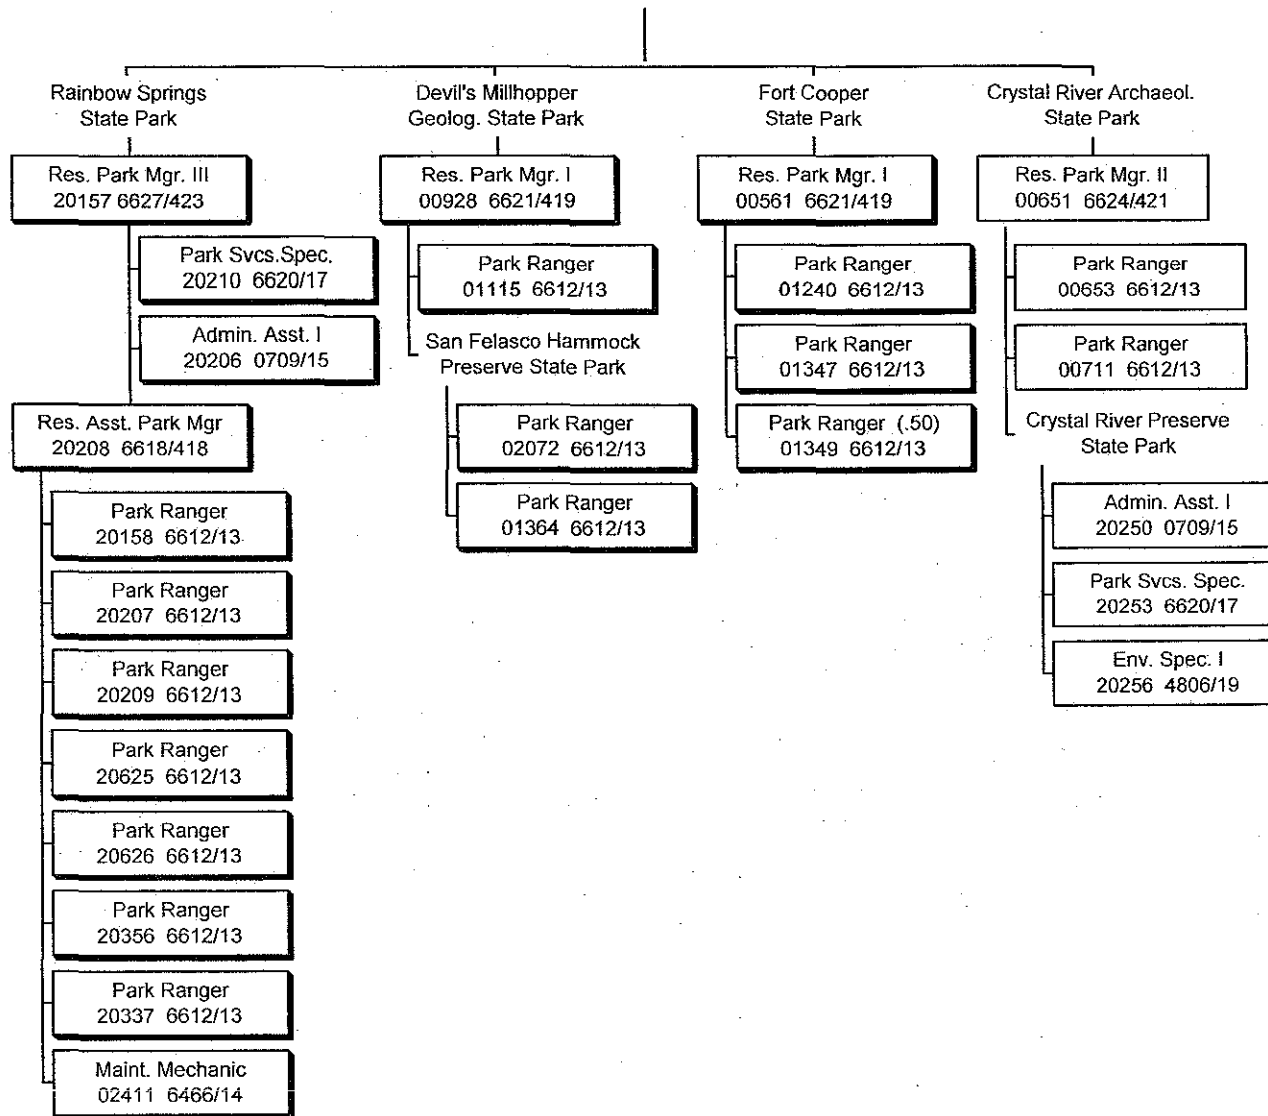 Rainbow Springs
State Park
Res. Park Mgr. III
20157 6627/423
Park Svcs.Spec.
20210 6620/17
Admin. Asst. I
20206 0709/15
Res. Asst. Park Mgr
20208 6618/418
Park Ranger
20158 6612/13
Park Ranger
20207 6612/13
Park Ranger
20209 6612/13
Park Ranger
20625 6612/13
Park Ranger
20626 6612/13
Park Ranger
20356 6612/13
Park Ranger
20337 6612/13
Maint. Mechanic
02411 6466/14
Devil's Millhopper
Geolog. State Park
Res. Park Mgr. I
00928 6621/419
Park Ranger
01115 6612/13
San Felasco Hammock
Preserve State Park
Park Ranger
02072 6612/13
Park Ranger
01364 6612/13
Fort Cooper
State Park
Res. Park Mgr. I
00561 6621/419
Park Ranger
01240 6612/13
Park Ranger
01347 6612/13
Park Ranger (.50)
01349 6612/13
Crystal River Archaeol.
State Park
Res. Park Mgr. II
00651 6624/421
Park Ranger
00653 6612/13
Park Ranger
00711 6612/13
Crystal River Preserve
State Park
Admin. Asst. I
20250 0709/15
Park Svcs. Spec.
20253 6620/17
Env. Spec. I
20256 4806/19